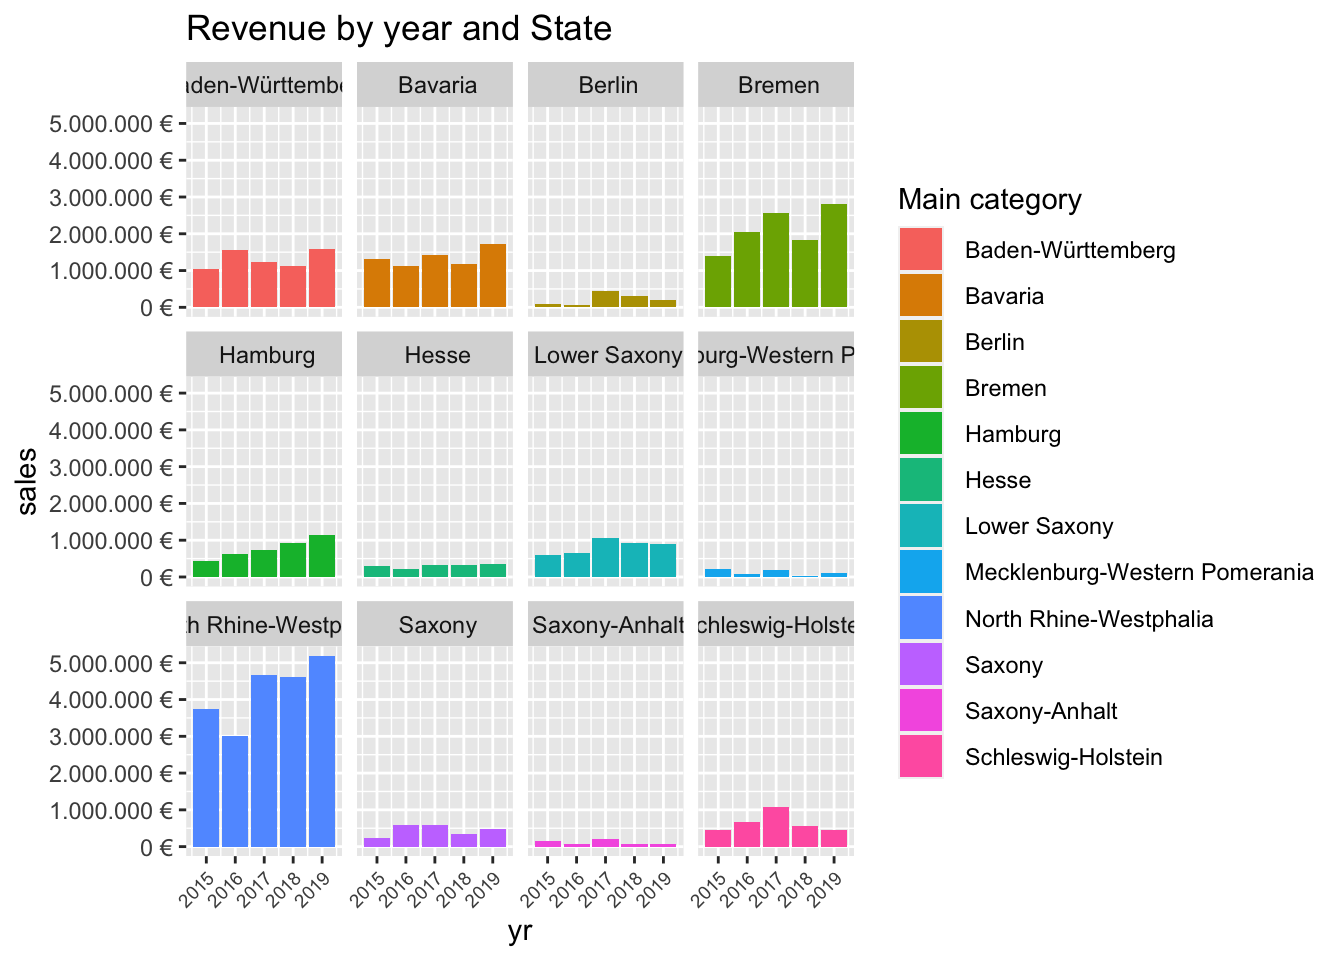 Revenue by year and State
aden-Württembe
Bavaria
Berlin
Bremen
5.000.000 €
4.000.000 €
3.000.000 €
2.000.000 €
1.000.000 €
0 €
Hamburg
Hesse
Lower Saxony
burg-Western P
5.000.000 €
4.000.000 €
3.000.000 €
2.000.000 €
1.000.000 €
0 €
th Rhine-Westp
Saxony
Saxony-Anhalt
chleswig-Holste
5.000.000 €
4.000.000 €
3.000.000 €
2.000.000 €
1.000.000 €
0 €
2015
2016
2017
2018
2019
2015
2016
2017
2018
2019
2015
2016
2017
2018
2019
2015
2016
2017
2018
2019
yr
sales
Main category
Baden-Württemberg
Bavaria
Berlin
Bremen
Hamburg
Hesse
Lower Saxony
Mecklenburg-Western Pomerania
North Rhine-Westphalia
Saxony
Saxony-Anhalt
Schleswig-Holstein